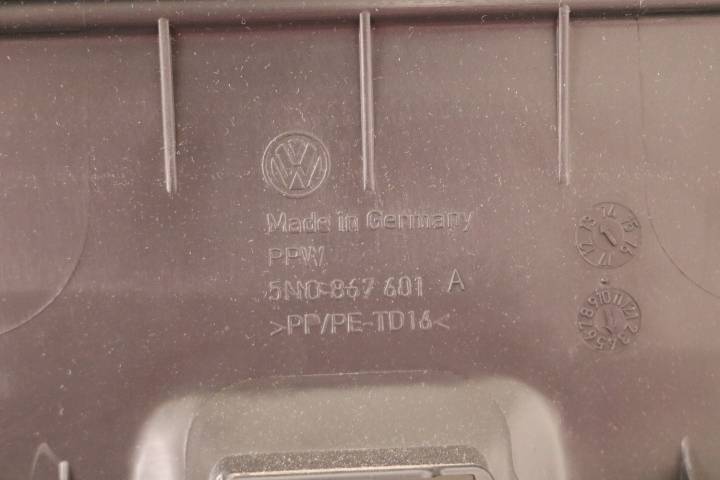 Made in Germany
PPW
5N0 867 601 A
>PP/PE-TD16<